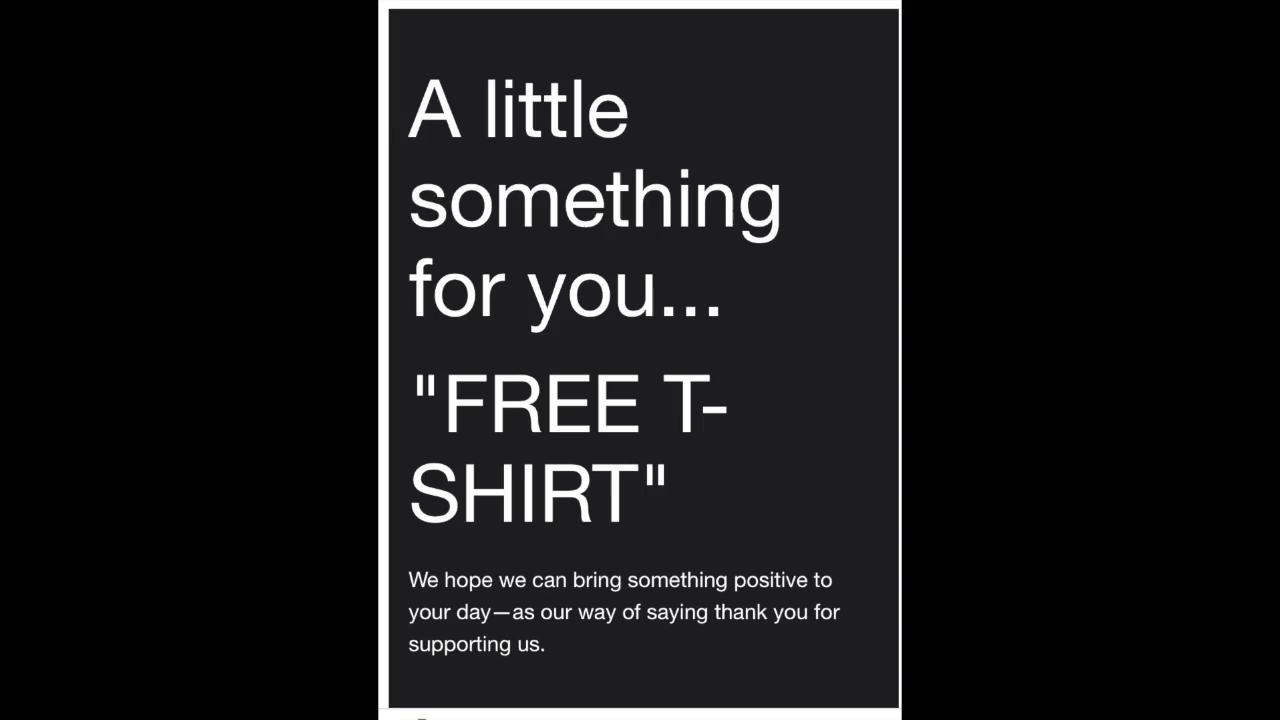 A little
something
for you...
"FREE T-
SHIRT"
We hope we can bring something positive to
your day—as our way of saying thank you for
supporting us.